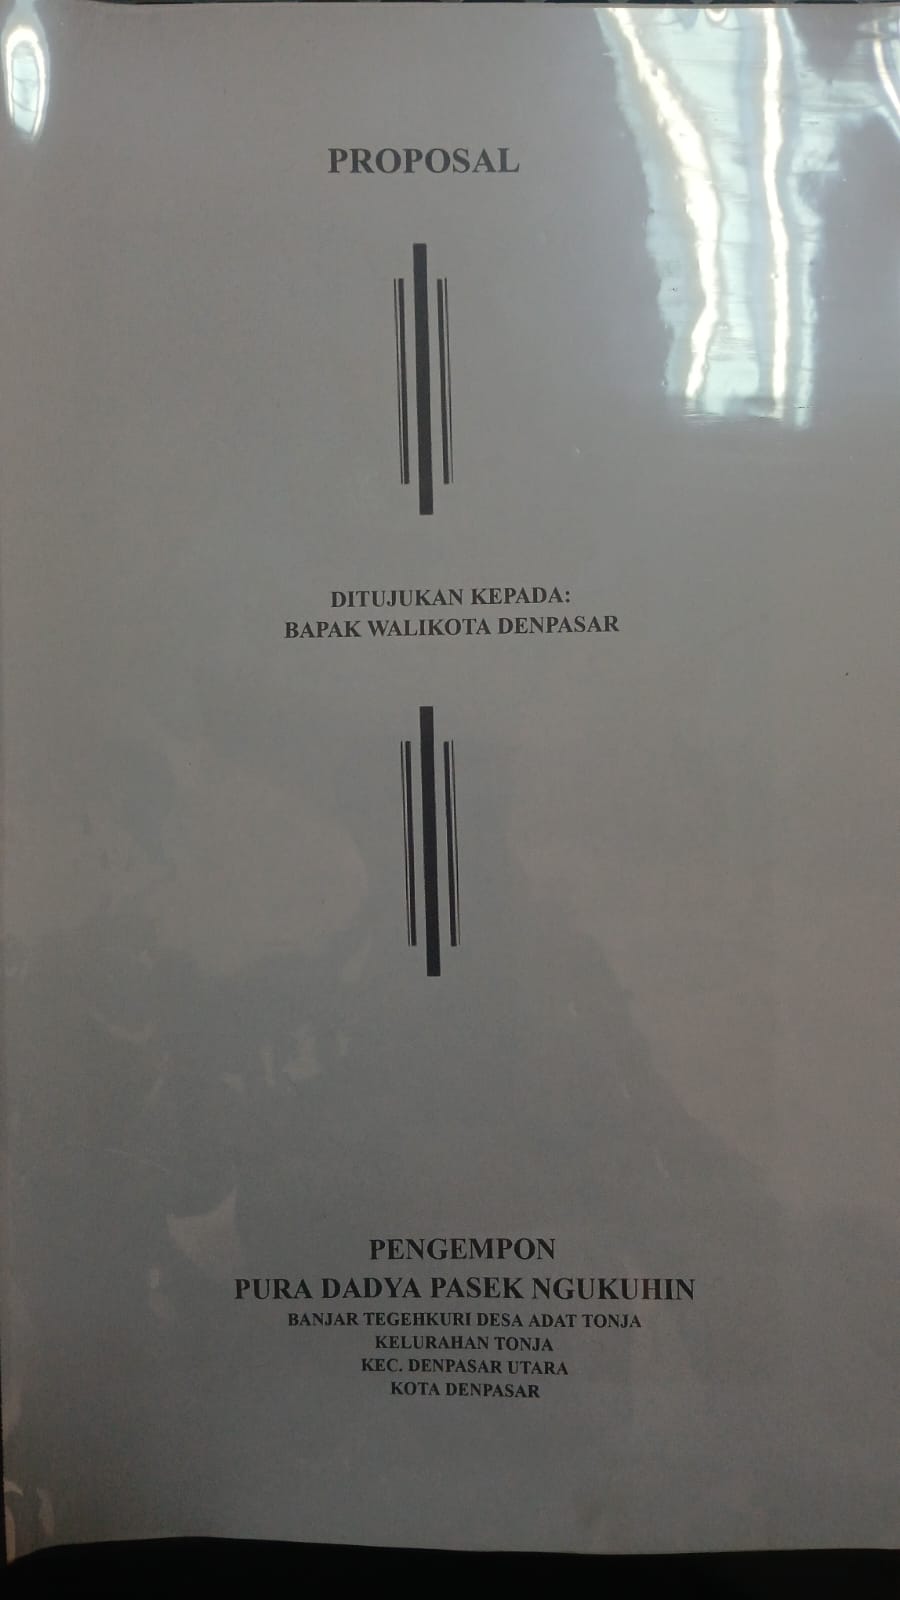 PROPOSAL
DITUJUKAN KEPADA:
BAPAK WALIKOTA DENPASAR
PENGEMPON
PURA DADYA PASEK NGUKUHIN
BANJAR TEGEHKURI DESA ADAT TONJA
KELURAHAN TONJA
KEC. DENPASAR UTARA
KOTA DENPASAR